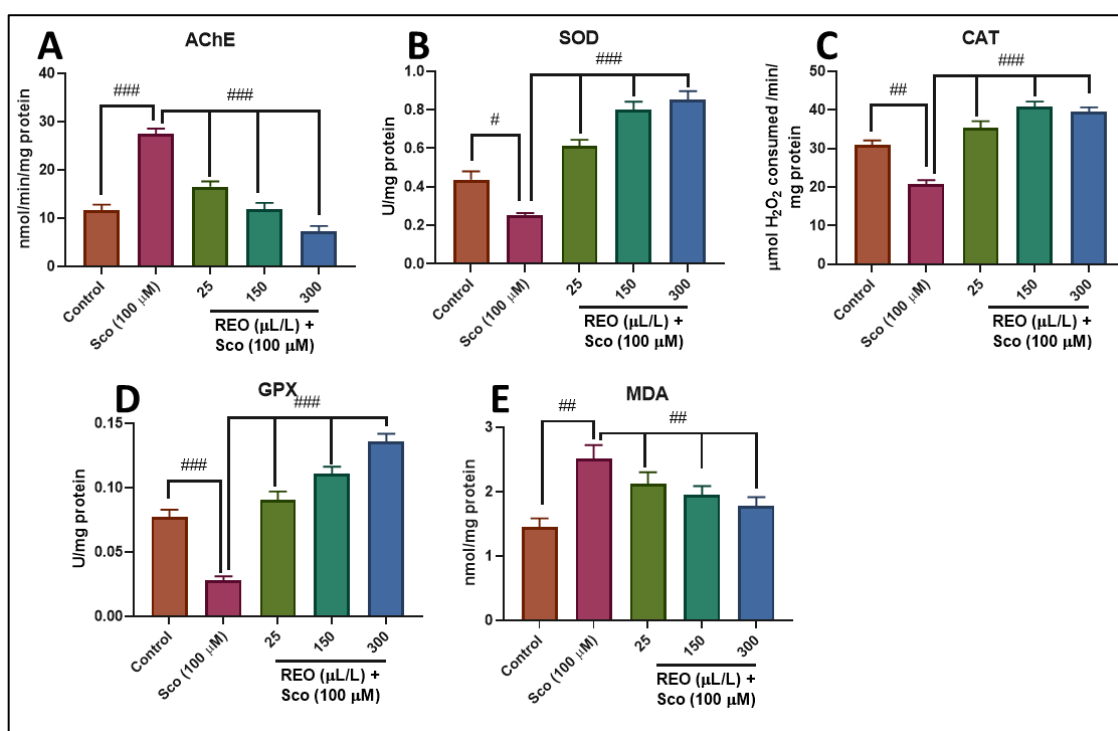 A
AChE
nmol/min/mg protein
40
30
20
10
0
###
###
Control
Sco (100 μM)
25
150
300
REO (μL/L) +
Sco (100 μM)
B
SOD
U/mg protein
1.0
0.8
0.6
0.4
0.2
0.0
#
###
Control
Sco (100 μM)
25
150
300
REO (μL/L) +
Sco (100 μM)
C
CAT
μmol H₂O₂ consumed /min/
mg protein
50
40
30
20
10
0
##
###
Control
Sco (100 μM)
25
150
300
REO (μL/L) +
Sco (100 μM)
D
GPX
U/mg protein
0.15
0.10
0.05
0.00
###
###
Control
Sco (100 μM)
25
150
300
REO (μL/L) +
Sco (100 μM)
E
MDA
nmol/mg protein
3
2
1
0
##
##
Control
Sco (100 μM)
25
150
300
REO (μL/L) +
Sco (100 μM)